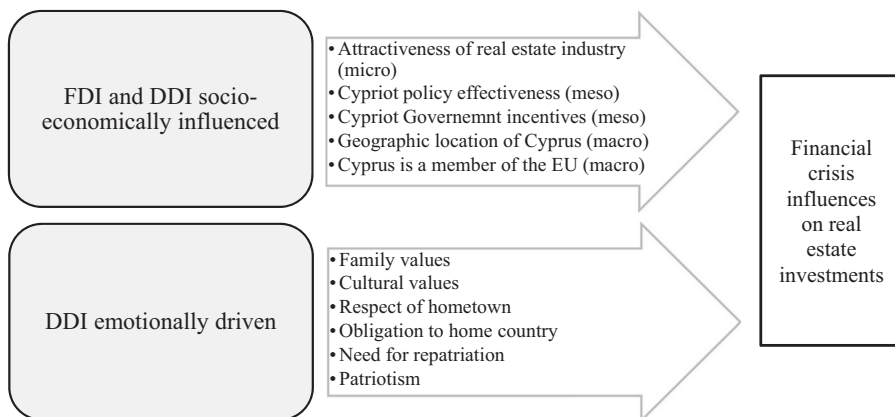 FDI and DDI socio-
economically influenced
• Attractiveness of real estate industry
(micro)
• Cypriot policy effectiveness (meso)
• Cypriot Governemnt incentives (meso)
• Geographic location of Cyprus (macro)
• Cyprus is a member of the EU (macro)
DDI emotionally driven
• Family values
• Cultural values
• Respect of hometown
• Obligation to home country
• Need for repatriation
• Patriotism
Financial
crisis
influences
on real
estate
investments